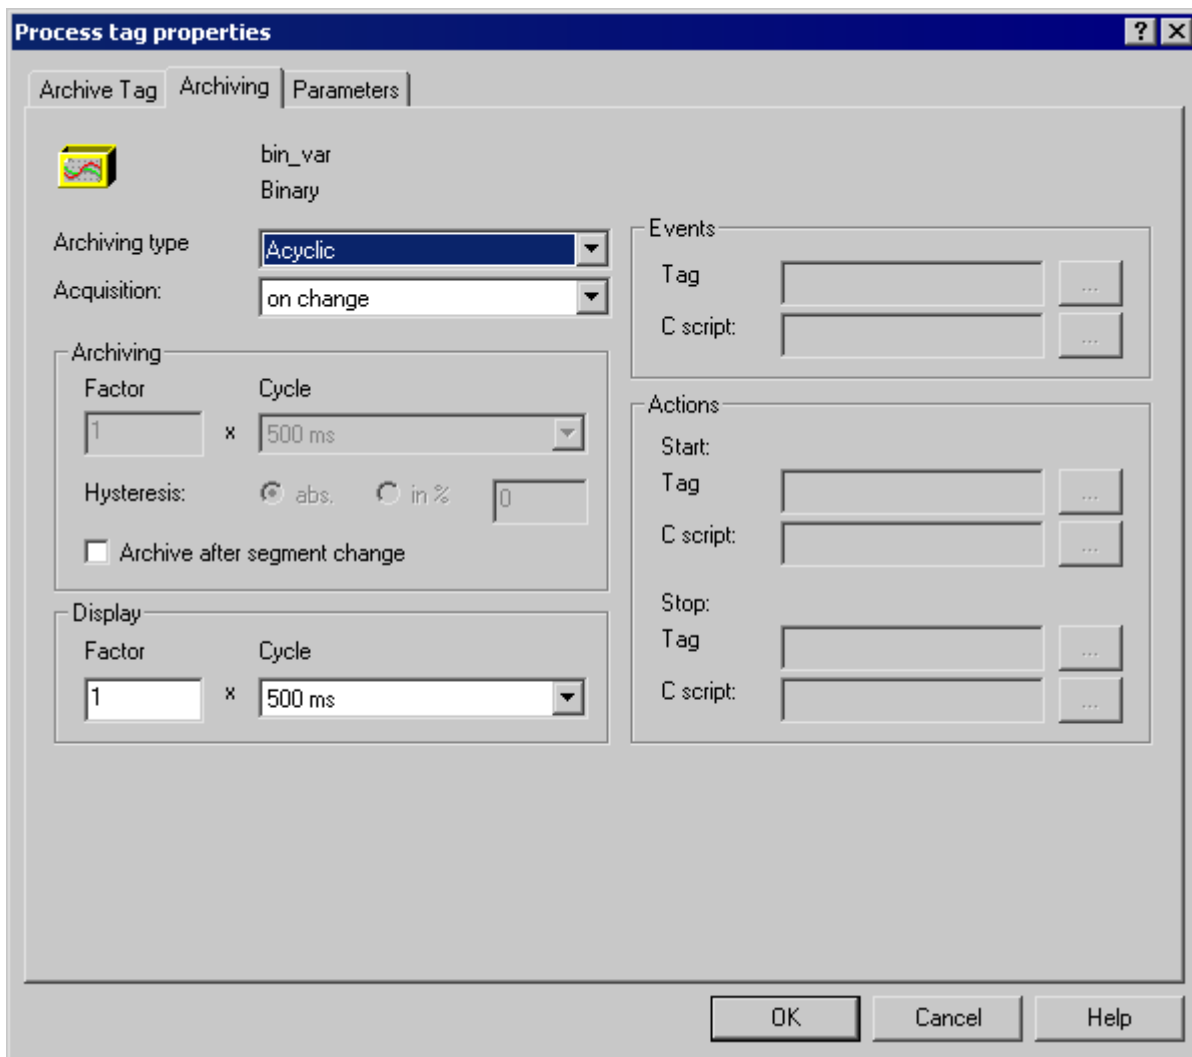 Process tag properties
Archive Tag
Archiving
Parameters
bin_var
Binary
Archiving type
Acyclic
Acquisition:
on change
Archiving
Factor
Cycle
1
x
500 ms
Hysteresis:
abs.
in %
0
Archive after segment change
Display
Factor
Cycle
1
x
500 ms
Events
Tag
...
C script:
...
Actions
Start:
Tag
...
C script:
...
Stop:
Tag
...
C script:
...
OK
Cancel
Help